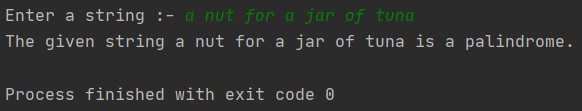 Enter a string :- a nut for a jar of tuna
The given string a nut for a jar of tuna is a palindrome.
Process finished with exit code 0